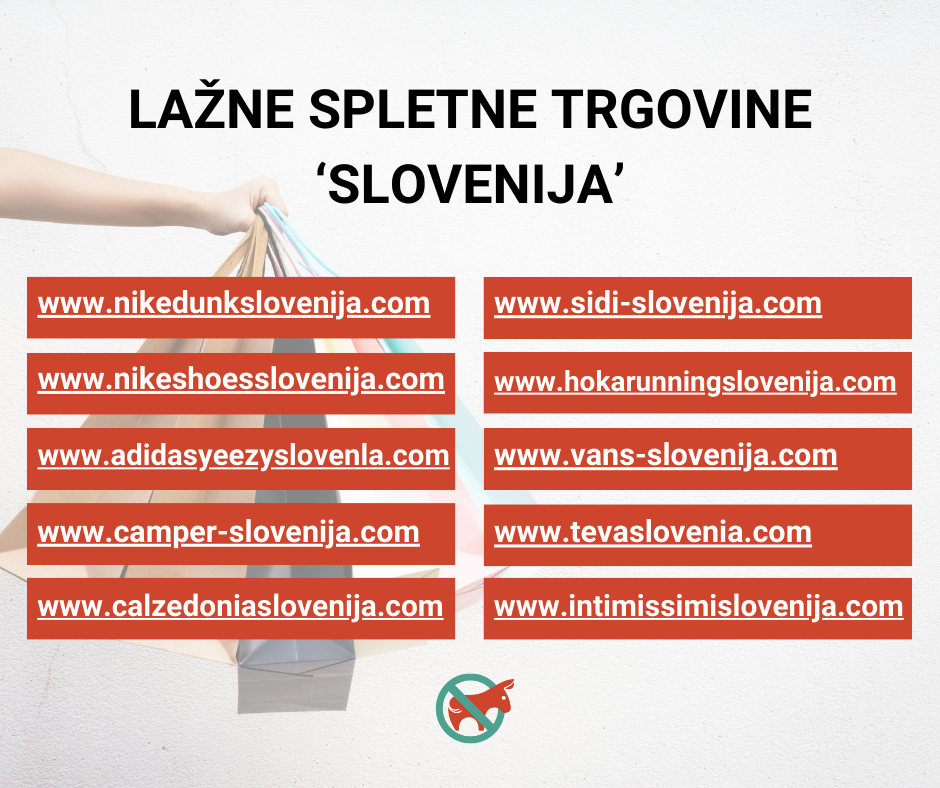 LAŽNE SPLETNE TRGOVINE
‘SLOVENIJA’
www.nikedunkslovenija.com
www.nikeshoesslovenija.com
www.adidasyeezyslovenla.com
www.camper-slovenija.com
www.calzedoniaslovenija.com
www.sidi-slovenija.com
www.hokarunningslovenija.com
www.vans-slovenija.com
www.tevaslovenia.com
www.intimissimislovenija.com